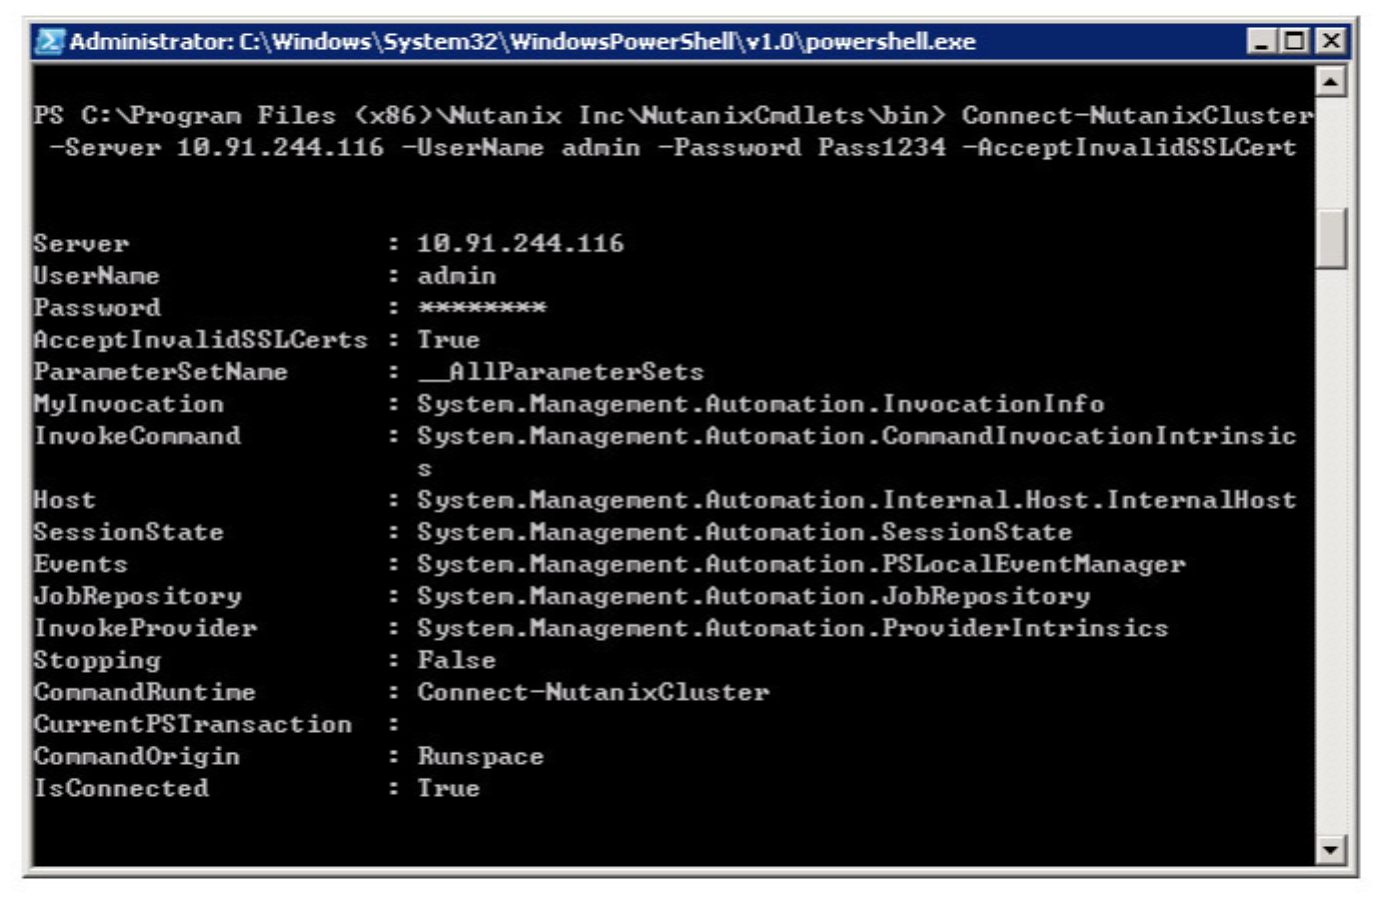 Administrator: C:\Windows\System32\WindowsPowerShell\v1.0\powershell.exe
PS C:\Program Files (x86)\Nutanix Inc\NutanixCmdlets\bin> Connect-NutanixCluster
-Server 10.91.244.116 -UserName admin -Password Pass1234 -AcceptInvalidSSLCert
Server : 10.91.244.116
UserName : admin
Password : ********
AcceptInvalidSSLCerts : True
ParameterSetName : __AllParameterSets
MyInvocation : System.Management.Automation.InvocationInfo
InvokeCommand : System.Management.Automation.CommandInvocationIntrinsic
s
Host : System.Management.Automation.Internal.Host.InternalHost
SessionState : System.Management.Automation.SessionState
Events : System.Management.Automation.PSLocalEventManager
JobRepository : System.Management.Automation.JobRepository
InvokeProvider : System.Management.Automation.ProviderIntrinsics
Stopping : False
CommandRuntime : Connect-NutanixCluster
CurrentPSTransaction :
CommandOrigin : Runspace
IsConnected : True